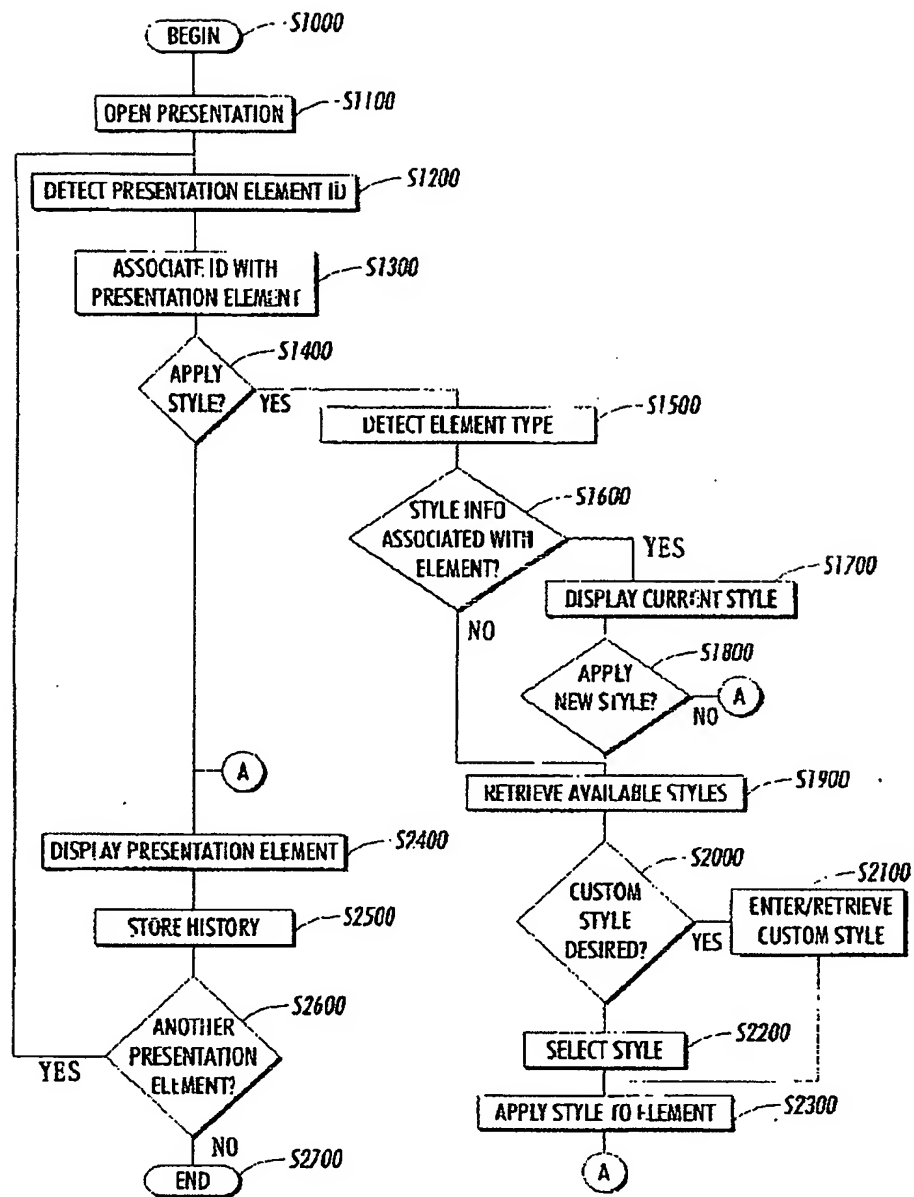 BEGIN
S1000
OPEN PRESENTATION
S1100
DETECT PRESENTATION ELEMENT ID
S1200
ASSOCIATE ID WITH
PRESENTATION ELEMENT
S1300
APPLY
STYLE?
S1400
YES
DETECT ELEMENT TYPE
S1500
STYLE INFO
ASSOCIATED WITH
ELEMENT?
S1600
YES
NO
DISPLAY CURRENT STYLE
S1700
APPLY
NEW STYLE?
S1800
NO
A
A
RETRIEVE AVAILABLE STYLES
S1900
CUSTOM
STYLE
DESIRED?
S2000
YES
ENTER/RETRIEVE
CUSTOM STYLE
S2100
SELECT STYLE
S2200
APPLY STYLE TO ELEMENT
S2300
A
DISPLAY PRESENTATION ELEMENT
S2400
STORE HISTORY
S2500
ANOTHER
PRESENTATION
ELEMENT?
S2600
YES
NO
END
S2700